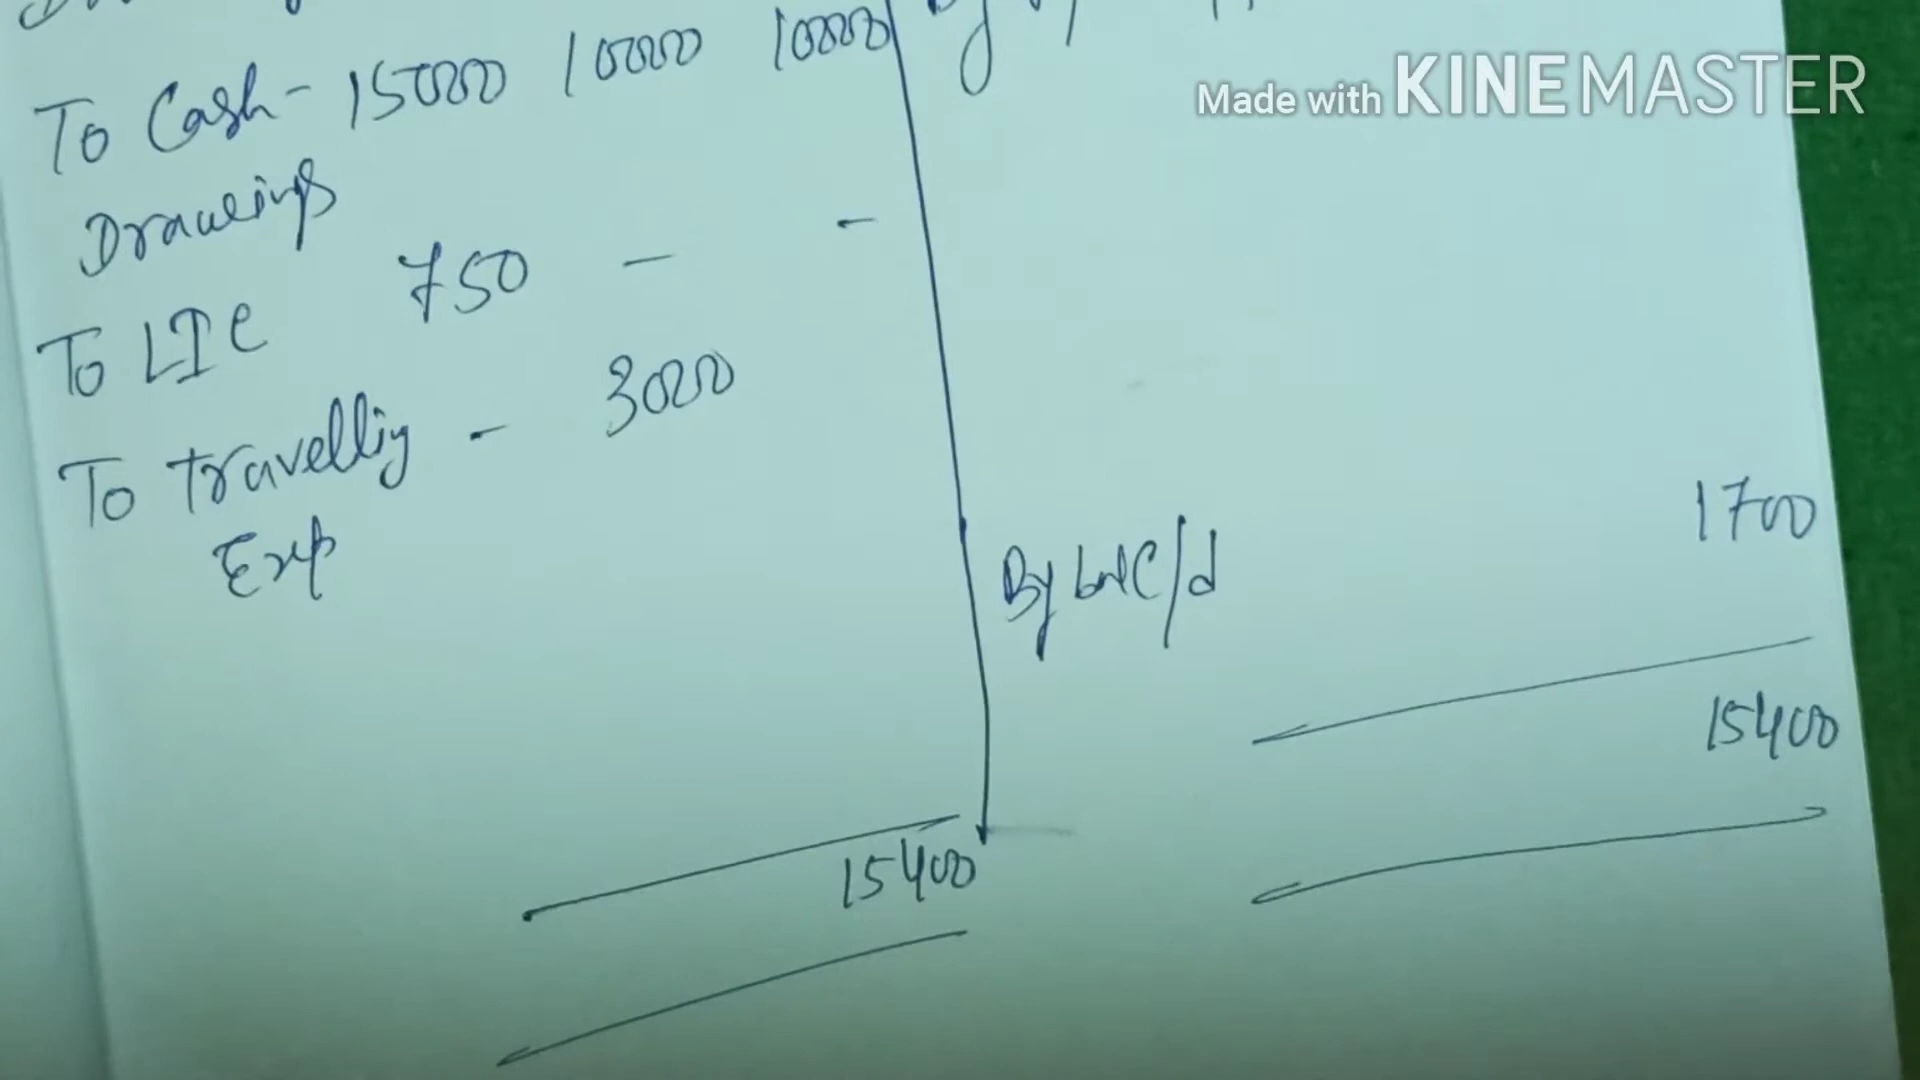 To Cash - 15000 10000 10000
Drawings
To LIC 750 - -
To travelling - 3000
Exp
By bal C/d 1700
15400
15400
Made with KINEMASTER